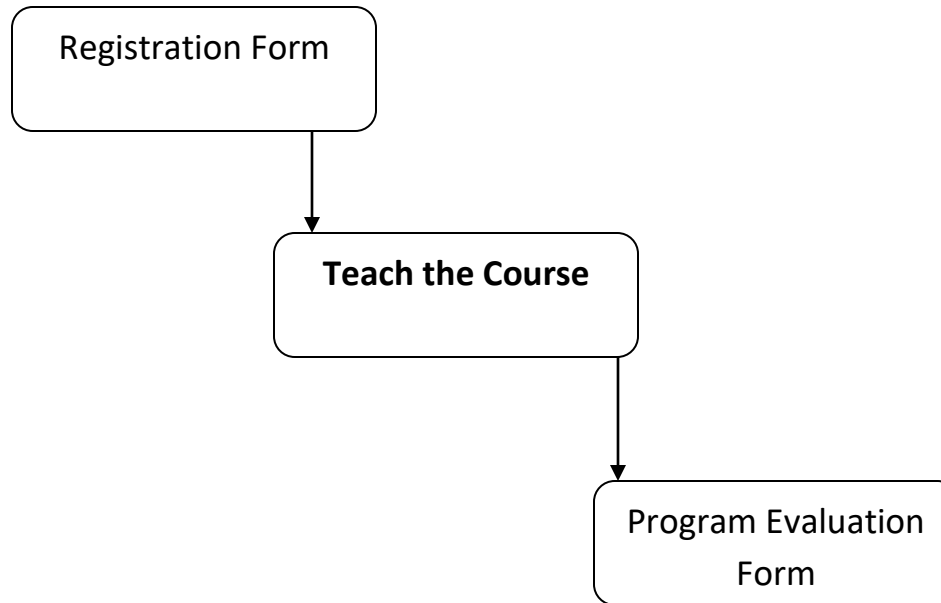 Registration Form
Teach the Course
Program Evaluation
Form